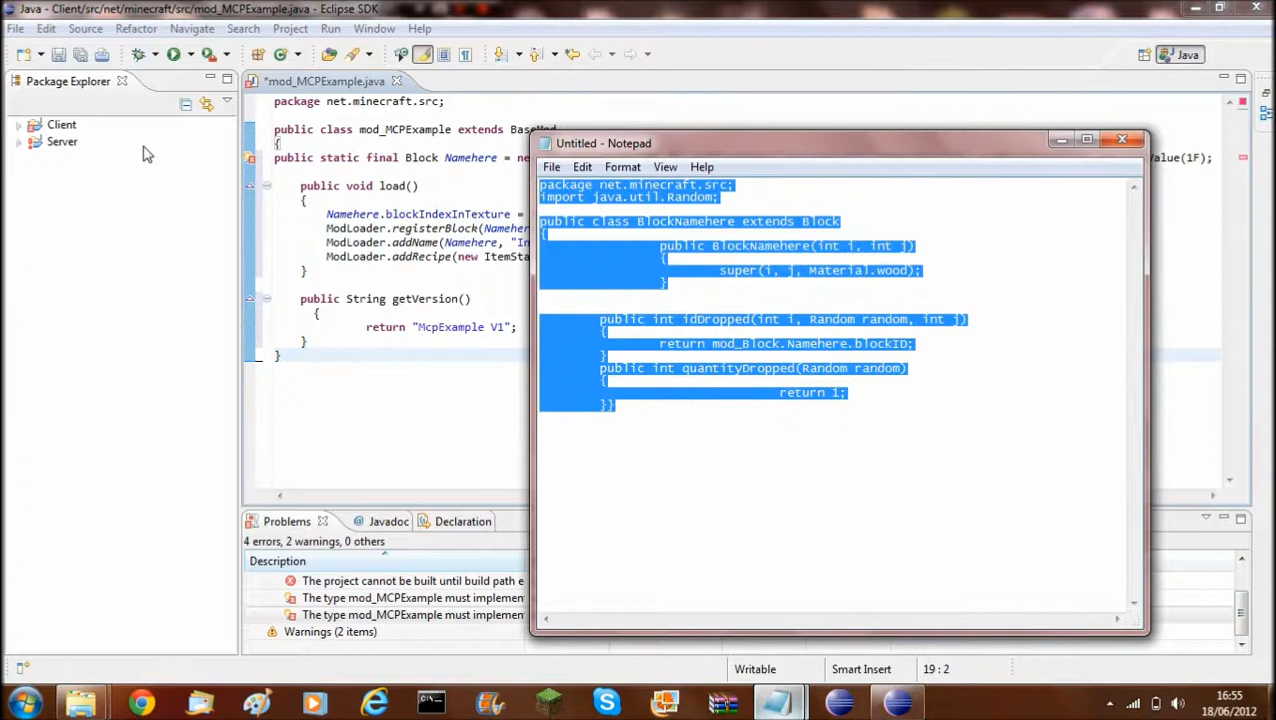 Java - Client/src/net/minecraft/src/mod_MCPExample.java - Eclipse SDK
File Edit Source Refactor Navigate Search Project Run Window Help
Java
Package Explorer
*mod_MCPExample.java
Client
Server
package net.minecraft.src;
public class mod_MCPExample extends BaseMod
{
public static final Block Namehere = ne
Value(1F);
public void load()
{
Namehere.blockIndexInTexture =
ModLoader.registerBlock(Namehere
ModLoader.addName(Namehere, "In
ModLoader.addRecipe(new ItemSta
}
public String getVersion()
{
return "McpExample V1";
}
}
Untitled - Notepad
File Edit Format View Help
package net.minecraft.src;
import java.util.Random;
public class BlockNamehere extends Block
{
public BlockNamehere(int i, int j)
{
super(i, j, Material.wood);
}
public int idDropped(int i, Random random, int j)
{
return mod_Block.Namehere.blockID;
}
public int quantityDropped(Random random)
{
return 1;
}}
Problems @ Javadoc Declaration
4 errors, 2 warnings, 0 others
Description
The project cannot be built until build path e
The type mod_MCPExample must implement
The type mod_MCPExample must implement
Warnings (2 items)
Writable Smart Insert 19 : 2
16:55
18/06/2012